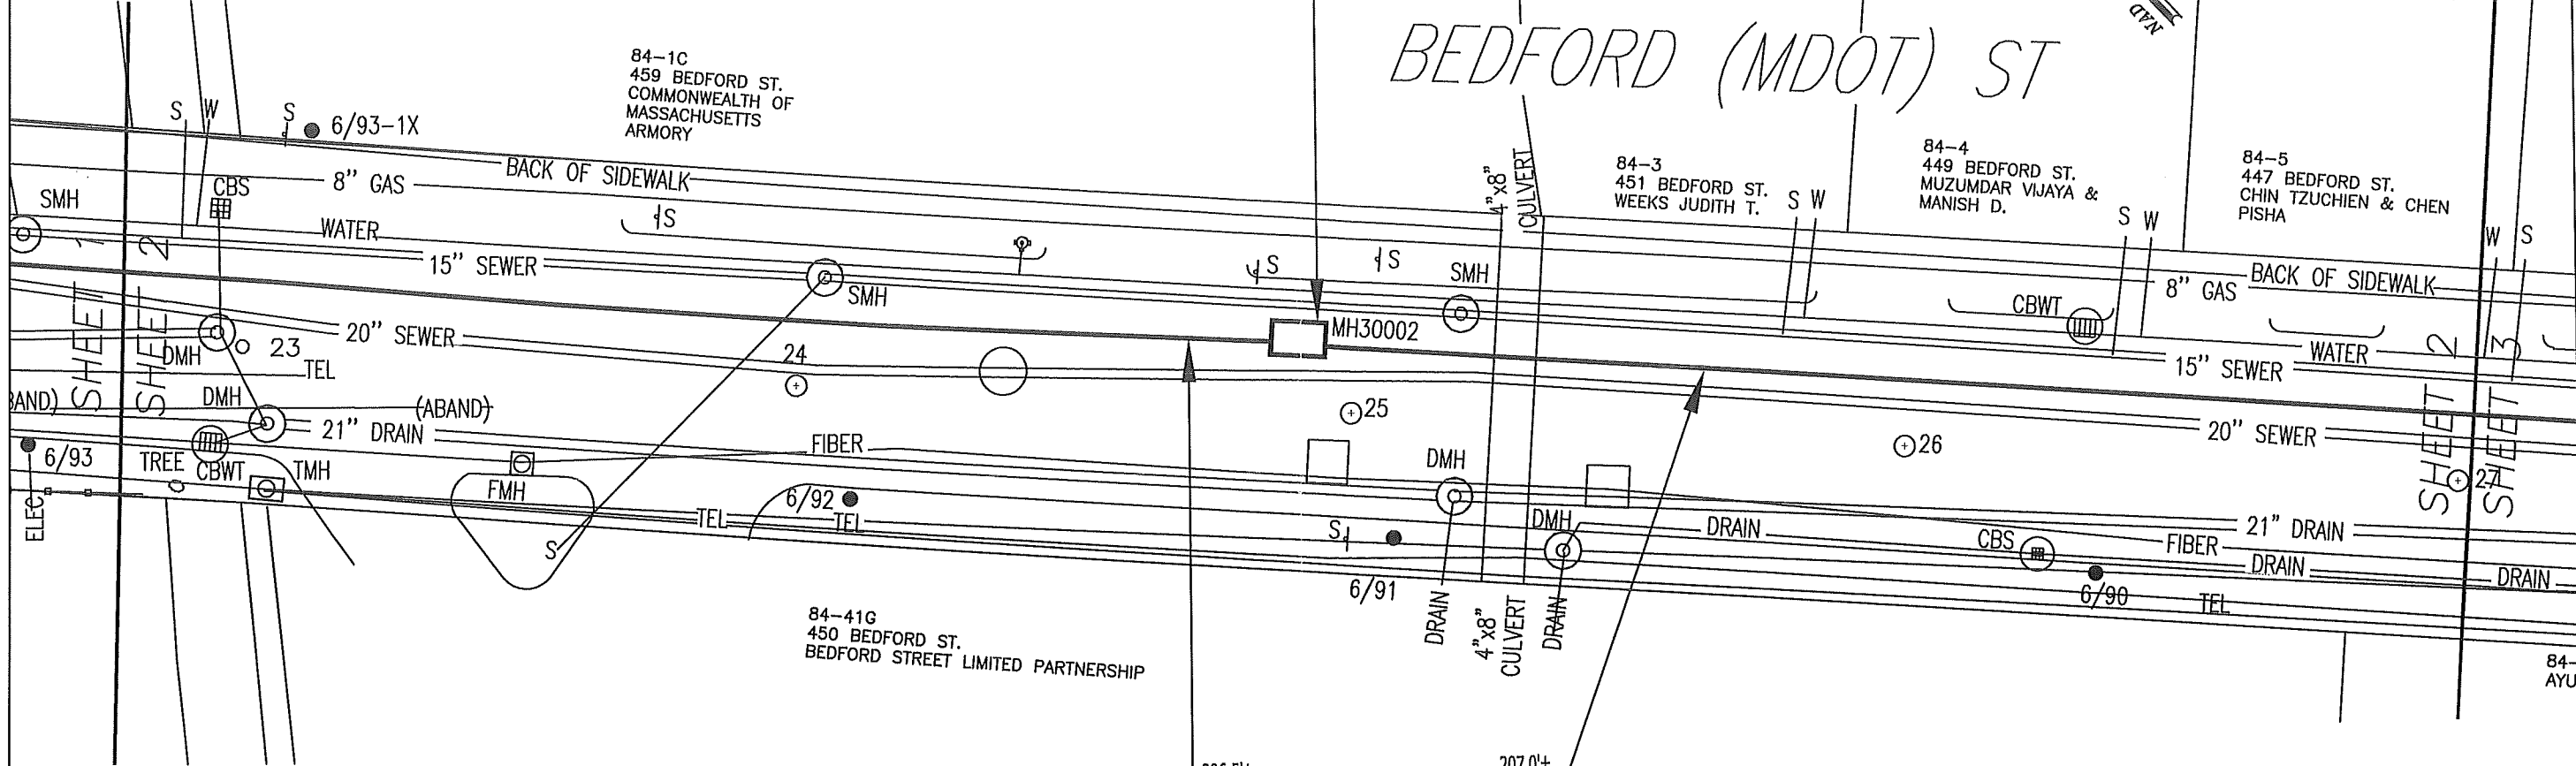 BEDFORD (MDOT) ST
NAD
84-1C
459 BEDFORD ST.
COMMONWEALTH OF
MASSACHUSETTS
ARMORY
84-3
451 BEDFORD ST.
WEEKS JUDITH T.
84-4
449 BEDFORD ST.
MUZUMDAR VIJAYA &
MANISH D.
84-5
447 BEDFORD ST.
CHIN TZUCHIEN & CHEN
PISHA
S W
S
6/93-1X
BACK OF SIDEWALK
8" GAS
CBS
SMH
WATER
15" SEWER
S
SMH
S
S
SMH
4"x8"
CULVERT
S W
S W
W S
BACK OF SIDEWALK
8" GAS
CBWT
WATER
15" SEWER
MH30002
SHEET 1
SHEET 2
DMH
23
TEL
20" SEWER
24
25
26
20" SEWER
SHEET 2
SHEET 3
27
BAND)
DMH
(ABAND)
21" DRAIN
FIBER
6/93
TREE
CBWT
TMH
FMH
ELEC
S
6/92
TEL
TEL
DMH
S
6/91
DMH
DRAIN
CBS
21" DRAIN
FIBER
DRAIN
DRAIN
6/90
TEL
DRAIN
4"x8"
CULVERT
DRAIN
84-41G
450 BEDFORD ST.
BEDFORD STREET LIMITED PARTNERSHIP
84-
AYU
207.0'±